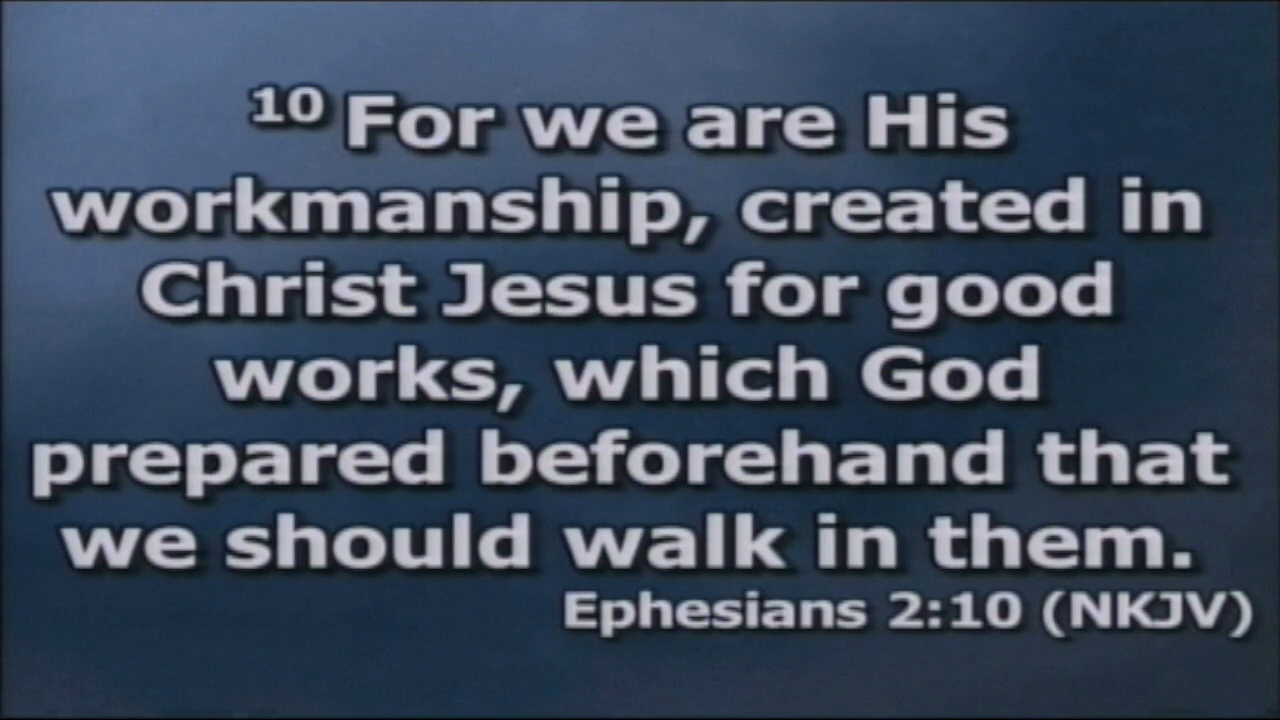 10 For we are His
workmanship, created in
Christ Jesus for good
works, which God
prepared beforehand that
we should walk in them.
Ephesians 2:10 (NKJV)